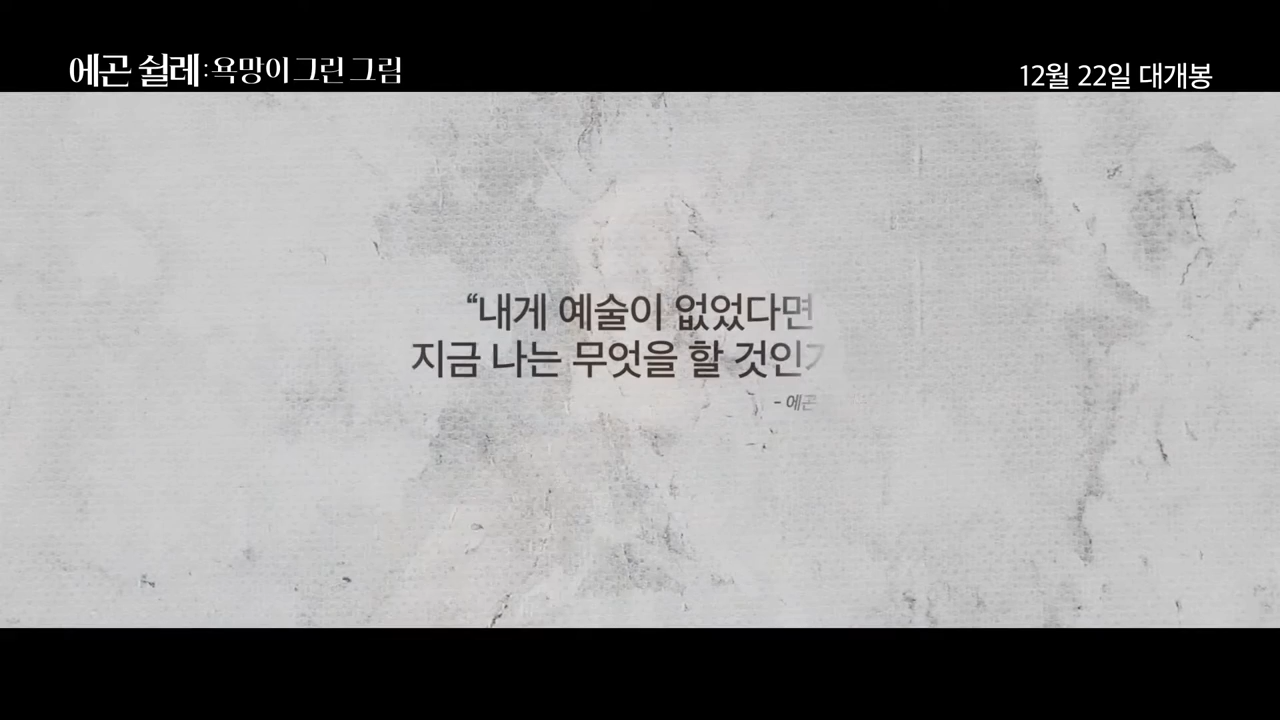 에곤 쉴레:욕망이 그린 그림
12월 22일 대개봉
“내게 예술이 없었다면
지금 나는 무엇을 할 것인가
- 에곤